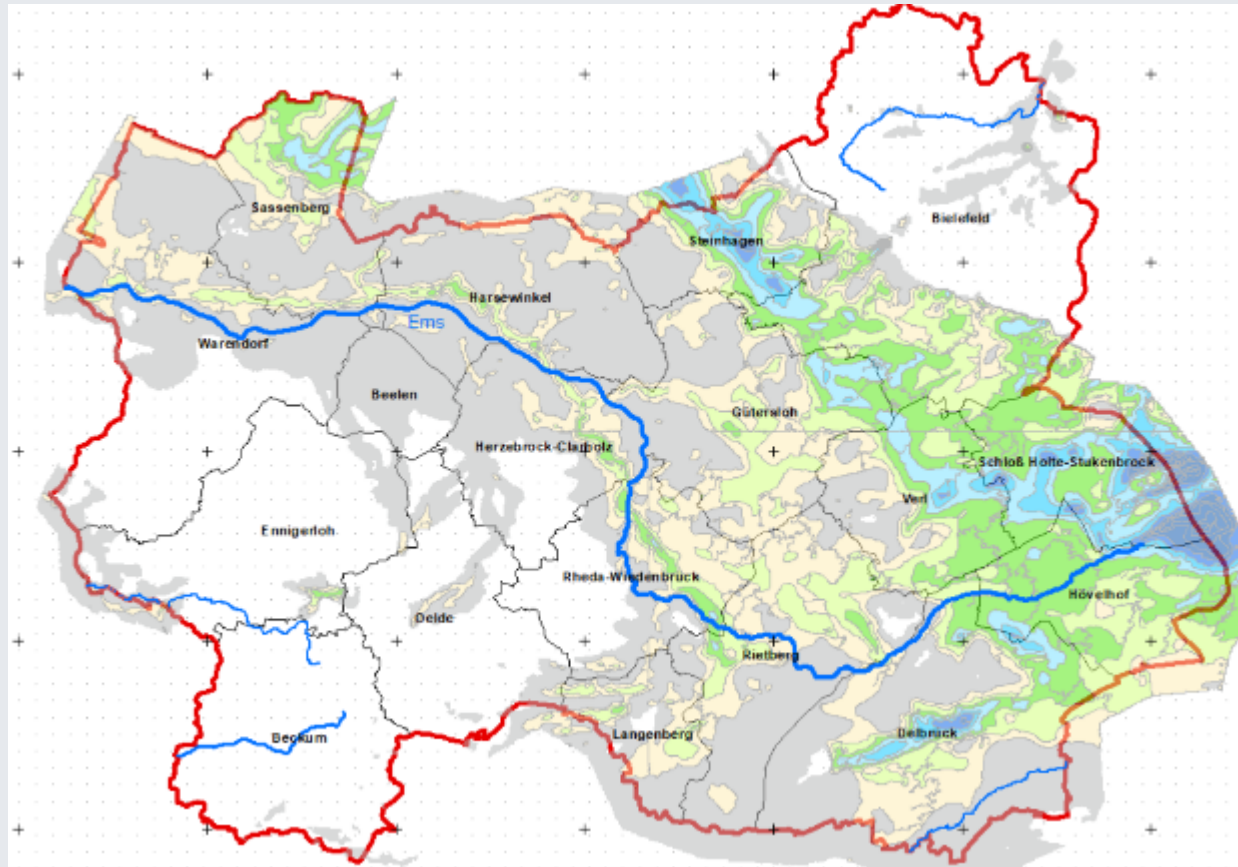 Sassenberg
Bielefeld
Steinhagen
Harsewinkel
Ems
Warendorf
Beelen
Gütersloh
Herzebrock-Clarholz
Schloß Holte-Stukenbrock
Verl
Ennigerloh
Rheda-Wiedenbrück
Hövelhof
Oelde
Rietberg
Langenberg
Delbrück
Beckum